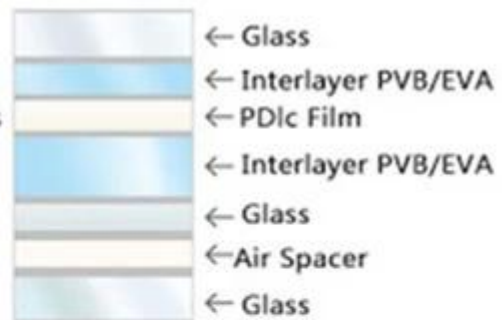 ← Glass
← Interlayer PVB/EVA
← PDlc Film
← Interlayer PVB/EVA
← Glass
←Air Spacer
← Glass